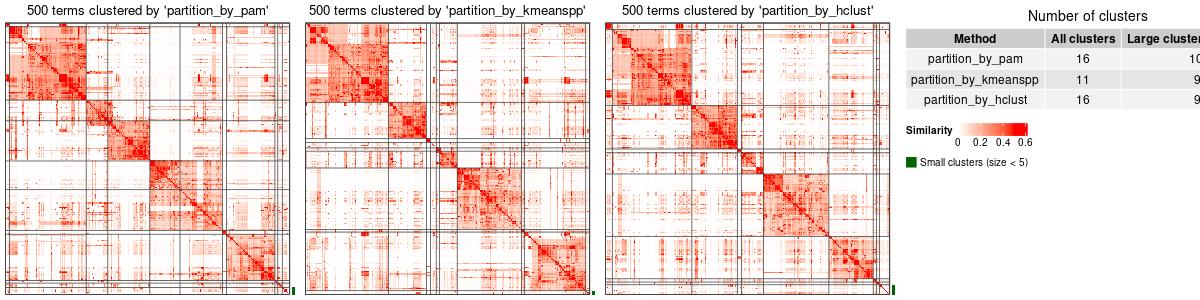 500 terms clustered by 'partition_by_pam'
500 terms clustered by 'partition_by_kmeanspp'
500 terms clustered by 'partition_by_hclust'
Number of clusters
Method All clusters Large
partition_by_pam 16
partition_by_kmeanspp 11 9
partition_by_hclust 16 9
Similarity
0 0.2 0.4 0.6
Small clusters (size < 5)